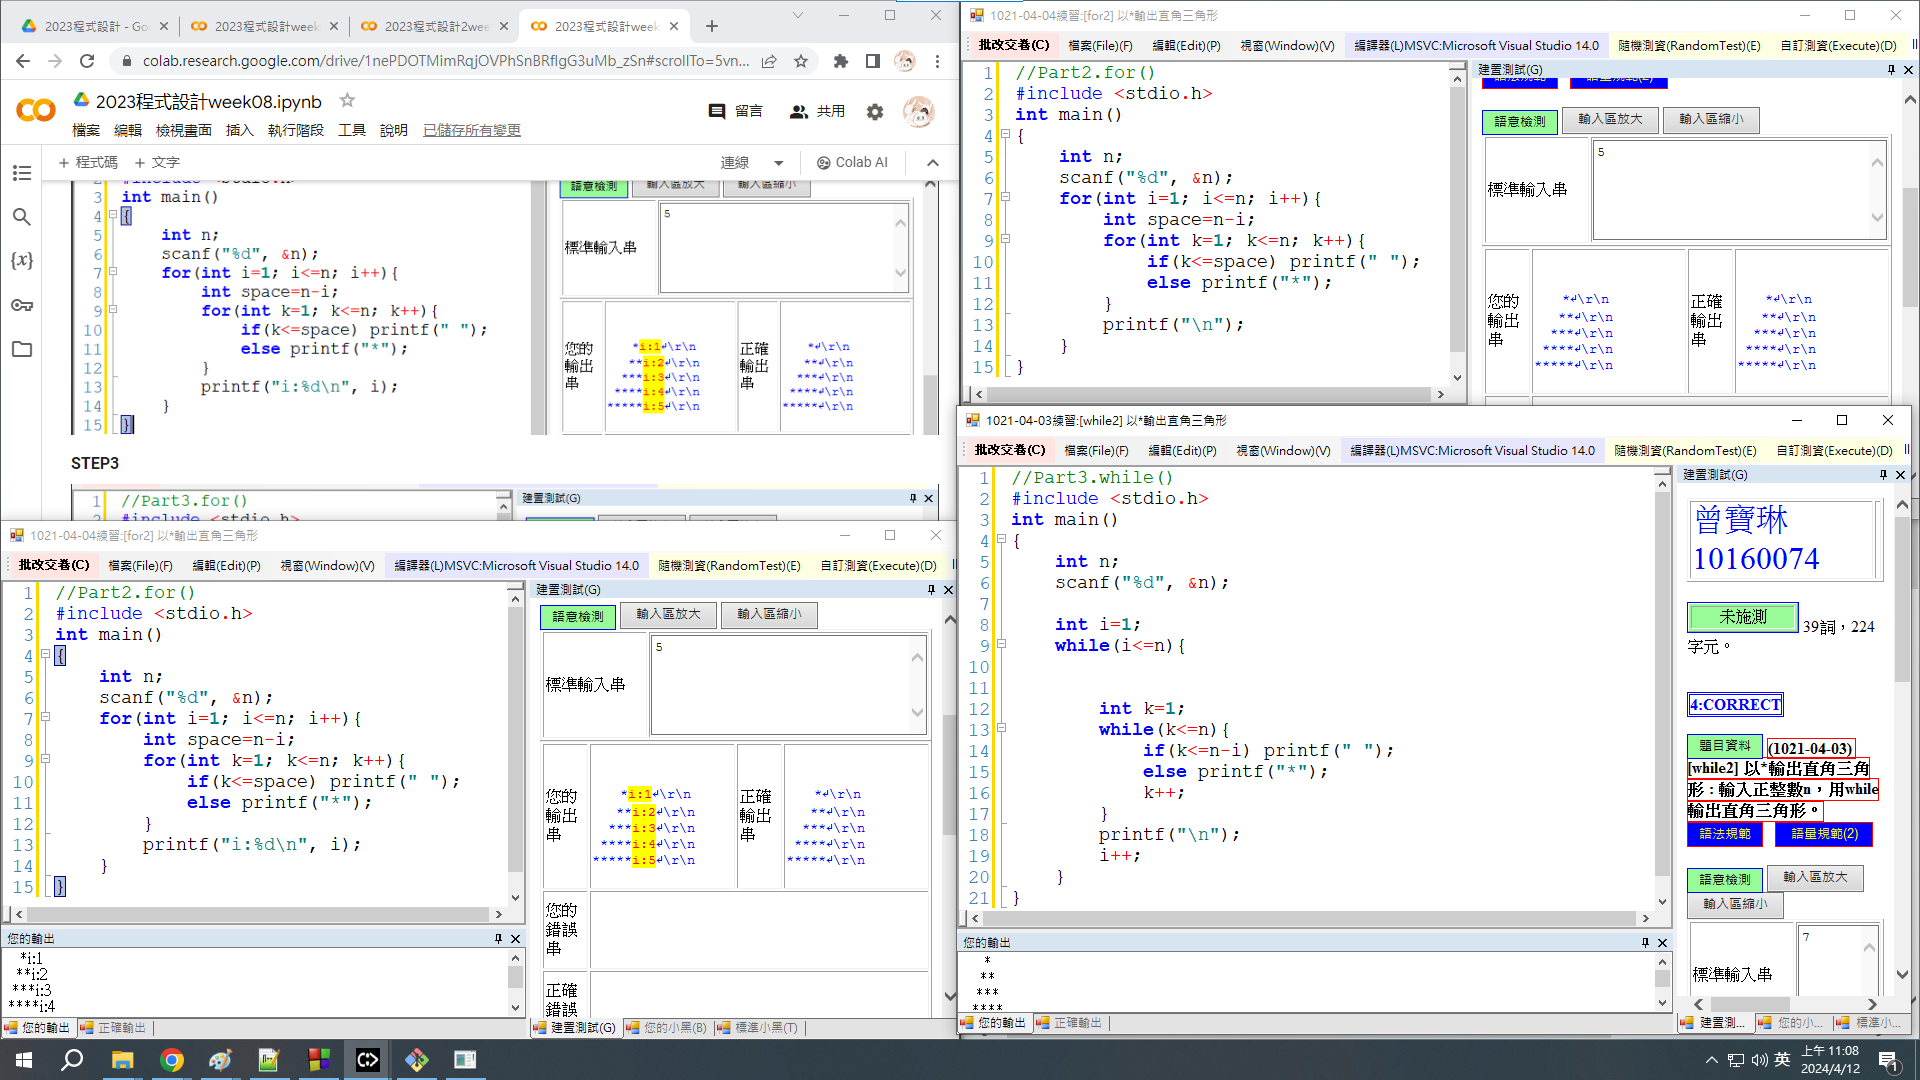 2023程式設計 - Go
2023程式設計week
2023程式設計2wee
2023程式設計wee
colab.research.google.com/drive/1nePDOTMimRqjOVPhSnBRfIgG3uMb_zSn#scrollTo=5vn...
2023程式設計week08.ipynb
檔案 編輯 檢視畫面 插入 執行階段 工具 說明 已儲存所有變更
留言
共用
+ 程式碼 + 文字
連線
Colab AI
2 #include <stdio.h>
3 int main()
4 {
5 int n;
6 scanf("%d", &n);
7 for(int i=1; i<=n; i++){
8 int space=n-i;
9 for(int k=1; k<=n; k++){
10 if(k<=space) printf(" ");
11 else printf("*");
12 }
13 printf("i:%d\n", i);
14 }
15 }
語意檢測 輸入區放大 輸入區縮小
標準輸入串
5
您的輸出串
*i:1↲\r\n
**i:2↲\r\n
***i:3↲\r\n
****i:4↲\r\n
*****i:5↲\r\n
正確輸出串
*↲\r\n
**↲\r\n
***↲\r\n
****↲\r\n
*****↲\r\n
STEP3
1 //Part3.for()
2 #include <stdio.h>
建置測試(G)
1021-04-04練習:[for2] 以*輸出直角三角形
批改交卷(C) 檔案(File)(F) 編輯(Edit)(P) 視窗(Window)(V) 編譯器(L)MSVC:Microsoft Visual Studio 14.0 隨機測資(RandomTest)(E) 自訂測資(Execute)(D)
1 //Part2.for()
2 #include <stdio.h>
3 int main()
4 {
5 int n;
6 scanf("%d", &n);
7 for(int i=1; i<=n; i++){
8 int space=n-i;
9 for(int k=1; k<=n; k++){
10 if(k<=space) printf(" ");
11 else printf("*");
12 }
13 printf("i:%d\n", i);
14 }
15 }
建置測試(G)
語意檢測 輸入區放大 輸入區縮小
標準輸入串
5
您的輸出串
*i:1↲\r\n
**i:2↲\r\n
***i:3↲\r\n
****i:4↲\r\n
*****i:5↲\r\n
正確輸出串
*↲\r\n
**↲\r\n
***↲\r\n
****↲\r\n
*****↲\r\n
您的錯誤串
正確錯誤
您的輸出
*i:1
**i:2
***i:3
****i:4
您的輸出 正確輸出
建置測試(G) 您的小黑(B) 標準小黑(T)
1021-04-04練習:[for2] 以*輸出直角三角形
批改交卷(C) 檔案(File)(F) 編輯(Edit)(P) 視窗(Window)(V) 編譯器(L)MSVC:Microsoft Visual Studio 14.0 隨機測資(RandomTest)(E) 自訂測資(Execute)(D)
1 //Part2.for()
2 #include <stdio.h>
3 int main()
4 {
5 int n;
6 scanf("%d", &n);
7 for(int i=1; i<=n; i++){
8 int space=n-i;
9 for(int k=1; k<=n; k++){
10 if(k<=space) printf(" ");
11 else printf("*");
12 }
13 printf("\n");
14 }
15 }
建置測試(G)
語法規範 語量規範(2)
語意檢測 輸入區放大 輸入區縮小
標準輸入串
5
您的輸出串
*↲\r\n
**↲\r\n
***↲\r\n
****↲\r\n
*****↲\r\n
正確輸出串
*↲\r\n
**↲\r\n
***↲\r\n
****↲\r\n
*****↲\r\n
1021-04-03練習:[while2] 以*輸出直角三角形
批改交卷(C) 檔案(File)(F) 編輯(Edit)(P) 視窗(Window)(V) 編譯器(L)MSVC:Microsoft Visual Studio 14.0 隨機測資(RandomTest)(E) 自訂測資(Execute)(D)
1 //Part3.while()
2 #include <stdio.h>
3 int main()
4 {
5 int n;
6 scanf("%d", &n);
7
8 int i=1;
9 while(i<=n){
10
11
12 int k=1;
13 while(k<=n){
14 if(k<=n-i) printf(" ");
15 else printf("*");
16 k++;
17 }
18 printf("\n");
19 i++;
20 }
21 }
建置測試(G)
曾寶琳
10160074
未施測 39詞，224
字元。
4:CORRECT
題目資料 (1021-04-03)
[while2] 以*輸出直角三角
形：輸入正整數n，用while
輸出直角三角形。
語法規範 語量規範(2)
語意檢測 輸入區放大
輸入區縮小
標準輸入串
7
您的輸出
*
**
***
****
您的輸出 正確輸出
建置測... 您的小... 標準小...
英
上午 11:08
2024/4/12
1